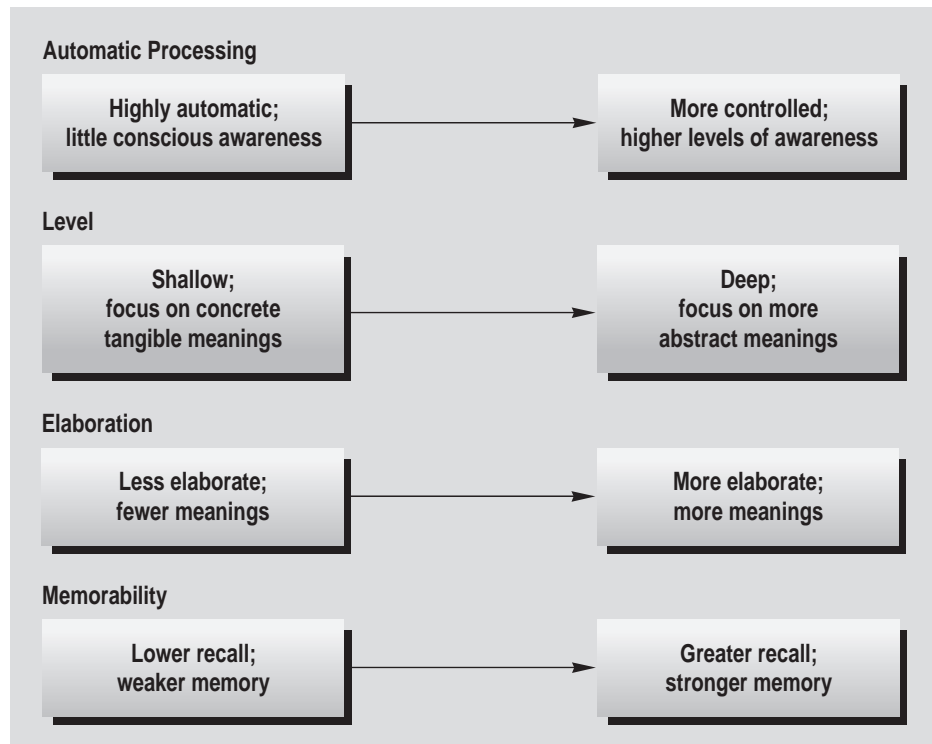 Automatic Processing
Highly automatic;
little conscious awareness
More controlled;
higher levels of awareness
Level
Shallow;
focus on concrete
tangible meanings
Deep;
focus on more
abstract meanings
Elaboration
Less elaborate;
fewer meanings
More elaborate;
more meanings
Memorability
Lower recall;
weaker memory
Greater recall;
stronger memory